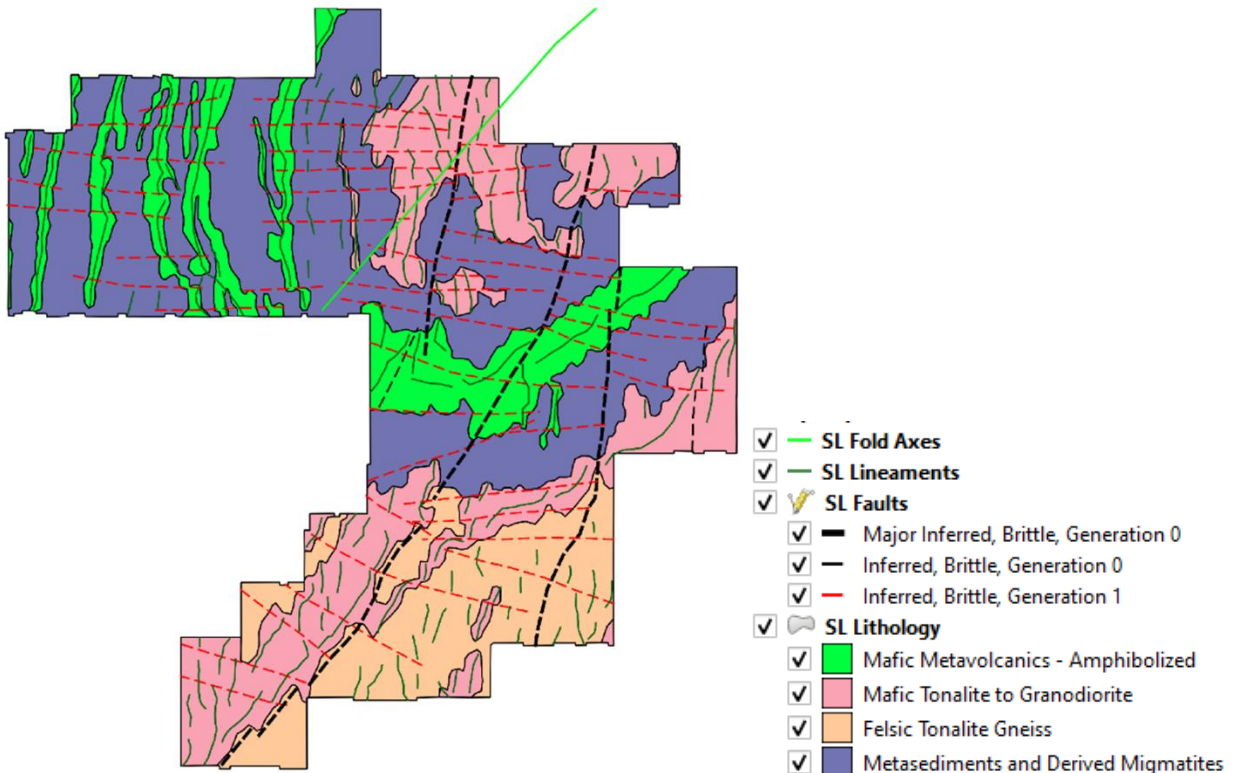 SL Fold Axes
SL Lineaments
SL Faults
Major Inferred, Brittle, Generation 0
Inferred, Brittle, Generation 0
Inferred, Brittle, Generation 1
SL Lithology
Mafic Metavolcanics - Amphibolized
Mafic Tonalite to Granodiorite
Felsic Tonalite Gneiss
Metasediments and Derived Migmatites